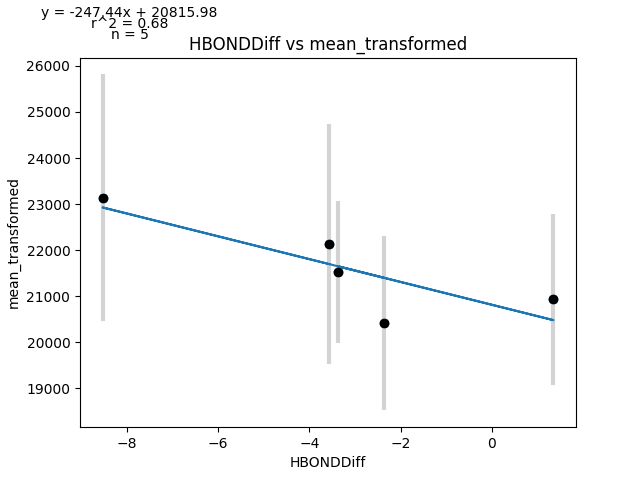 y = -247.44x + 20815.98
r^2 = 0.68
n = 5
HBONDDiff vs mean_transformed
26000
25000
24000
23000
22000
21000
20000
19000
mean_transformed
−8
−6
−4
−2
0
HBONDDiff